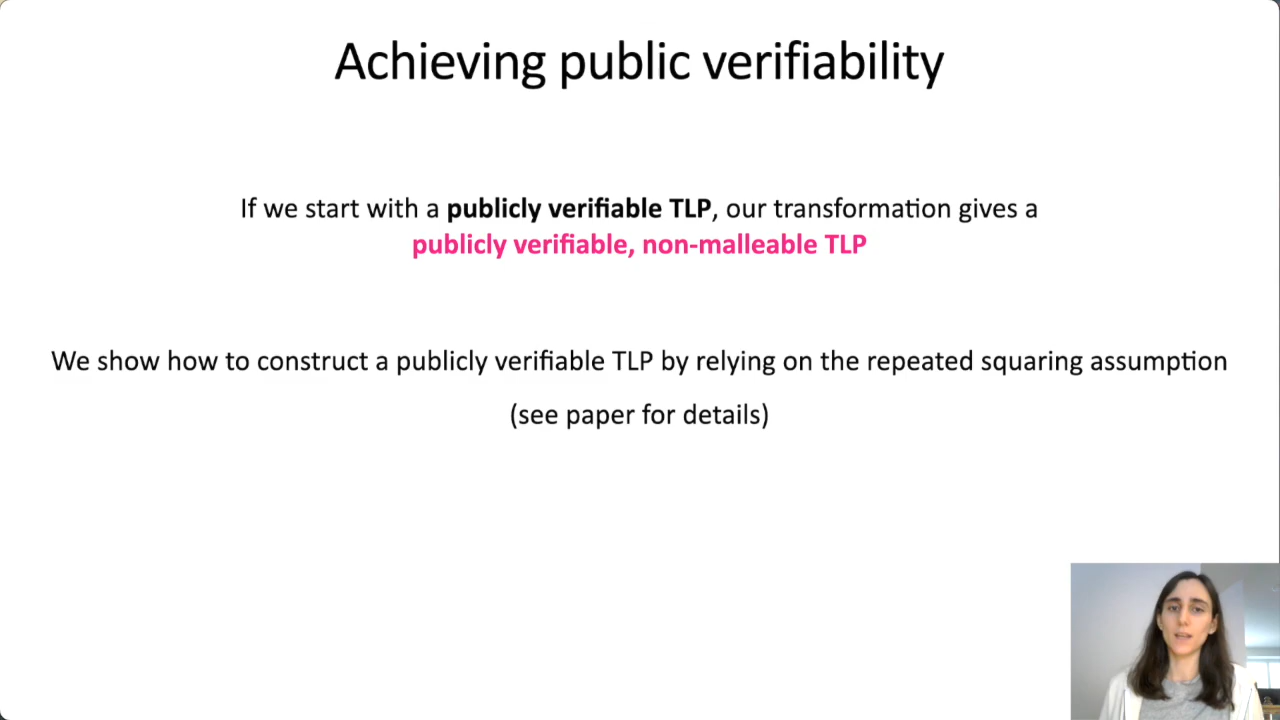 Achieving public verifiability
If we start with a publicly verifiable TLP, our transformation gives a
publicly verifiable, non-malleable TLP
We show how to construct a publicly verifiable TLP by relying on the repeated squaring assumption
(see paper for details)